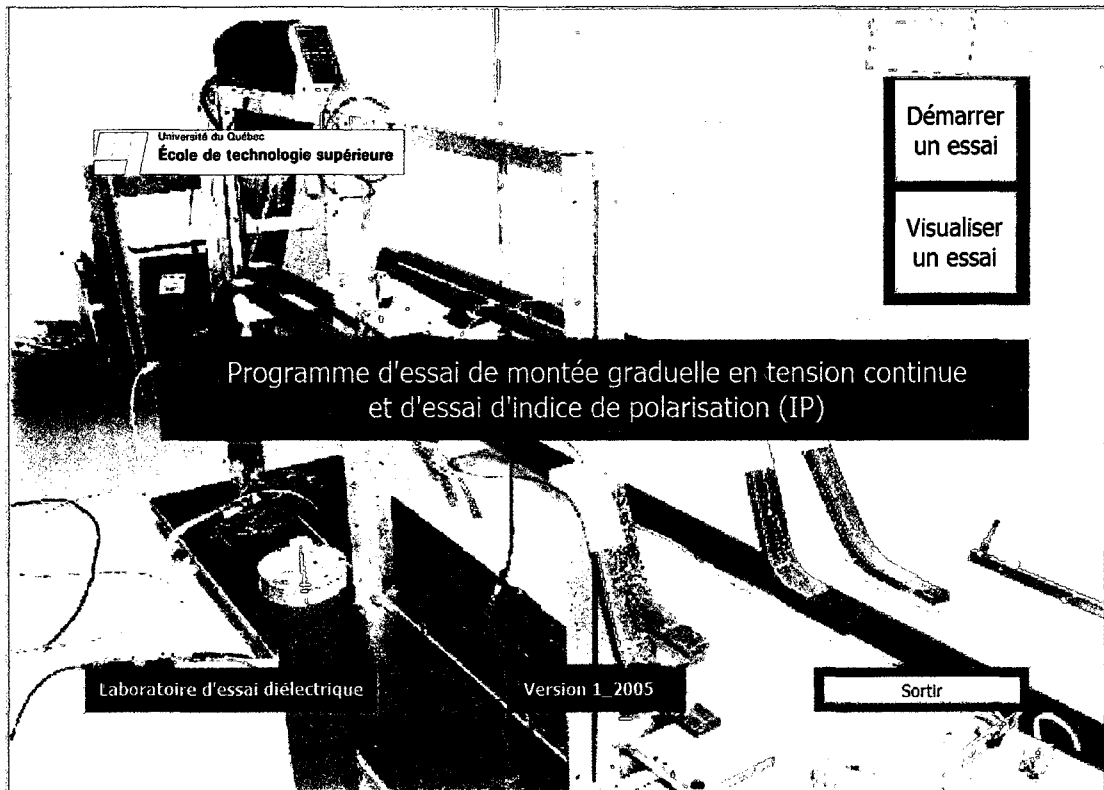 Université du Québec
École de technologie supérieure
Démarrer
un essai
Visualiser
un essai
Programme d'essai de montée graduelle en tension continue
et d'essai d'indice de polarisation (IP)
Laboratoire d'essai diélectrique
Version 1_2005
Sortir